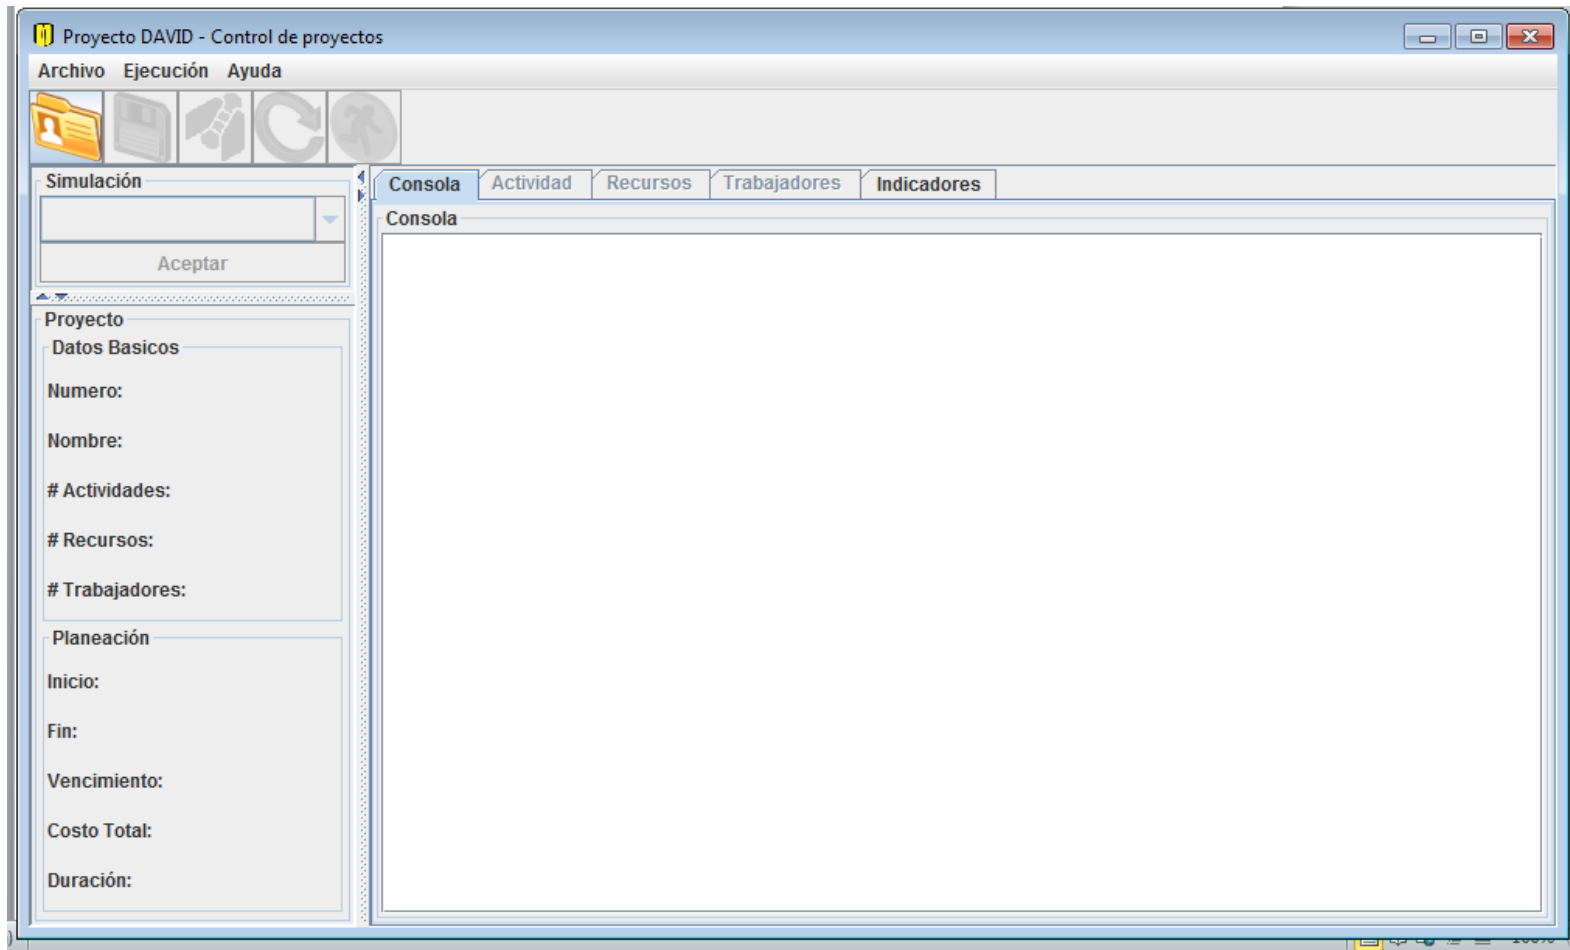 Proyecto DAVID - Control de proyectos
Archivo Ejecución Ayuda
Simulación
Aceptar
Proyecto
Datos Basicos
Numero:
Nombre:
# Actividades:
# Recursos:
# Trabajadores:
Planeación
Inicio:
Fin:
Vencimiento:
Costo Total:
Duración:
Consola Actividad Recursos Trabajadores Indicadores
Consola